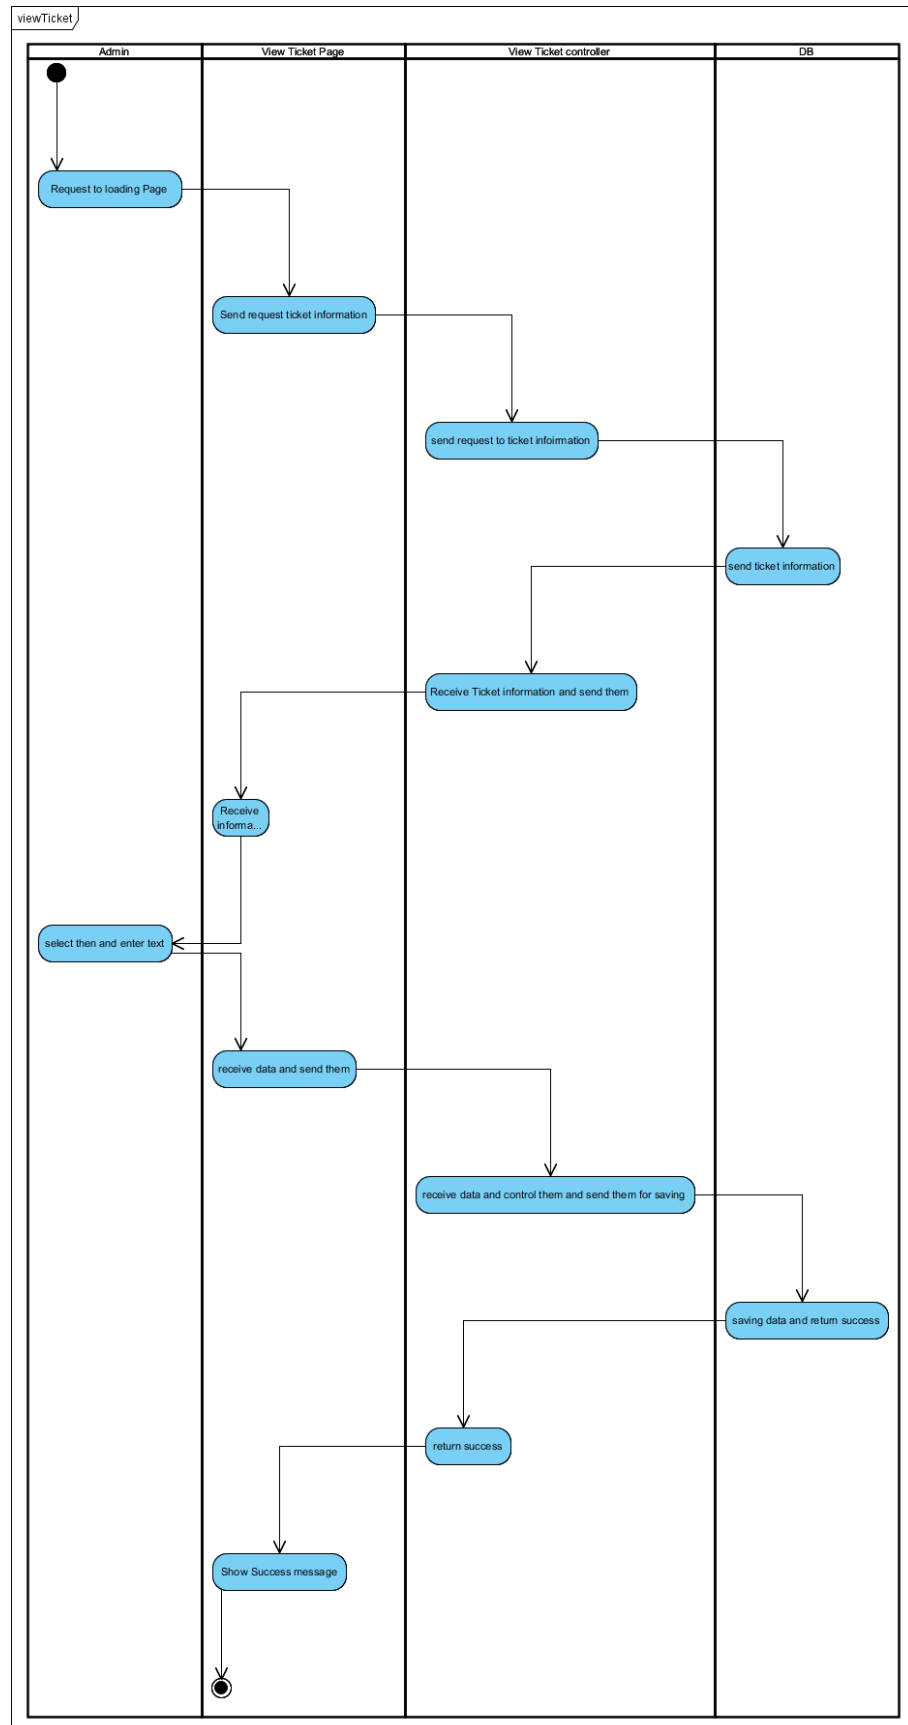 viewTicket
Admin
View Ticket Page
View Ticket controller
DB
Request to loading Page
Send request ticket information
send request to ticket infoirmation
send ticket information
Receive Ticket information and send them
Receive
informa...
select then and enter text
receive data and send them
receive data and control them and send them for saving
saving data and return success
return success
Show Success message